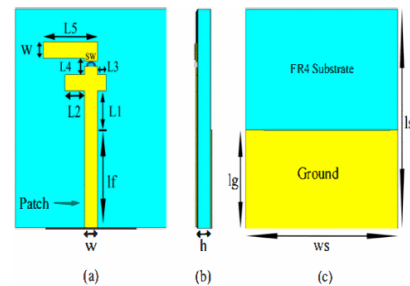 L5
W
SW
L4
L3
L2
L1
lf
Patch
w
(a)
h
(b)
FR4 Substrate
ls
lg
Ground
ws
(c)